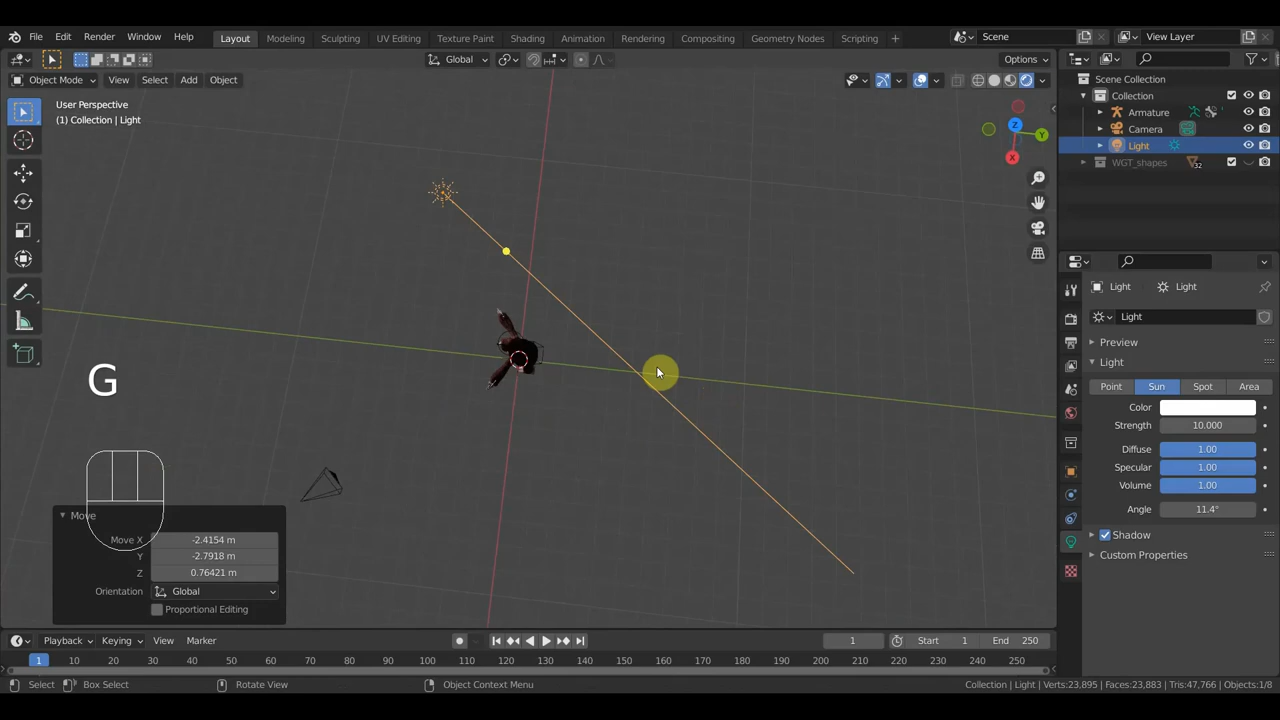 File Edit Render Window Help Layout Modeling Sculpting UV Editing Texture Paint Shading Animation Rendering Compositing Geometry Nodes Scripting + Scene View Layer
Global Options
Object Mode View Select Add Object
User Perspective
(1) Collection | Light
Z
Y
X
G
Move
Move X -2.4154 m
Y -2.7918 m
Z 0.76421 m
Orientation Global
Proportional Editing
Scene Collection
Collection
Armature
Camera
Light
WGT_shapes 32
Light Light
Light
Preview
Light
Point Sun Spot Area
Color
Strength 10.000
Diffuse 1.00
Specular 1.00
Volume 1.00
Angle 11.4°
Shadow
Custom Properties
Playback Keying View Marker 1 Start 1 End 250
1 10 20 30 40 50 60 70 80 90 100 110 120 130 140 150 160 170 180 190 200 210 220 230 240 250
Select Box Select Rotate View Object Context Menu Collection | Light | Verts:23,895 | Faces:23,883 | Tris:47,766 | Objects:1/8